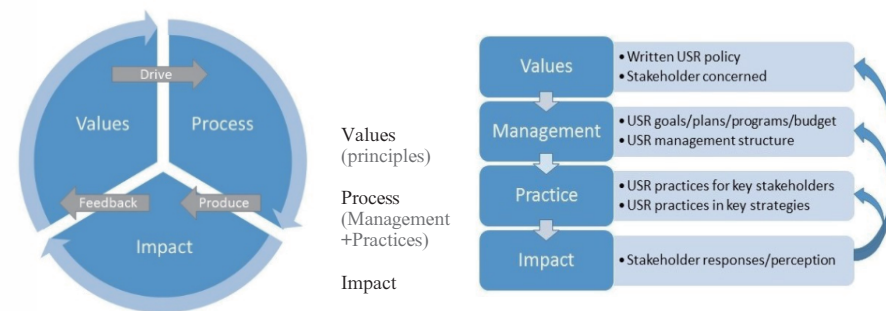 Drive
Values
Process
Feedback
Produce
Impact
Values
(principles)
Process
(Management
+Practices)
Impact
Values
• Written USR policy
• Stakeholder concerned
Management
• USR goals/plans/programs/budget
• USR management structure
Practice
• USR practices for key stakeholders
• USR practices in key strategies
Impact
• Stakeholder responses/perception